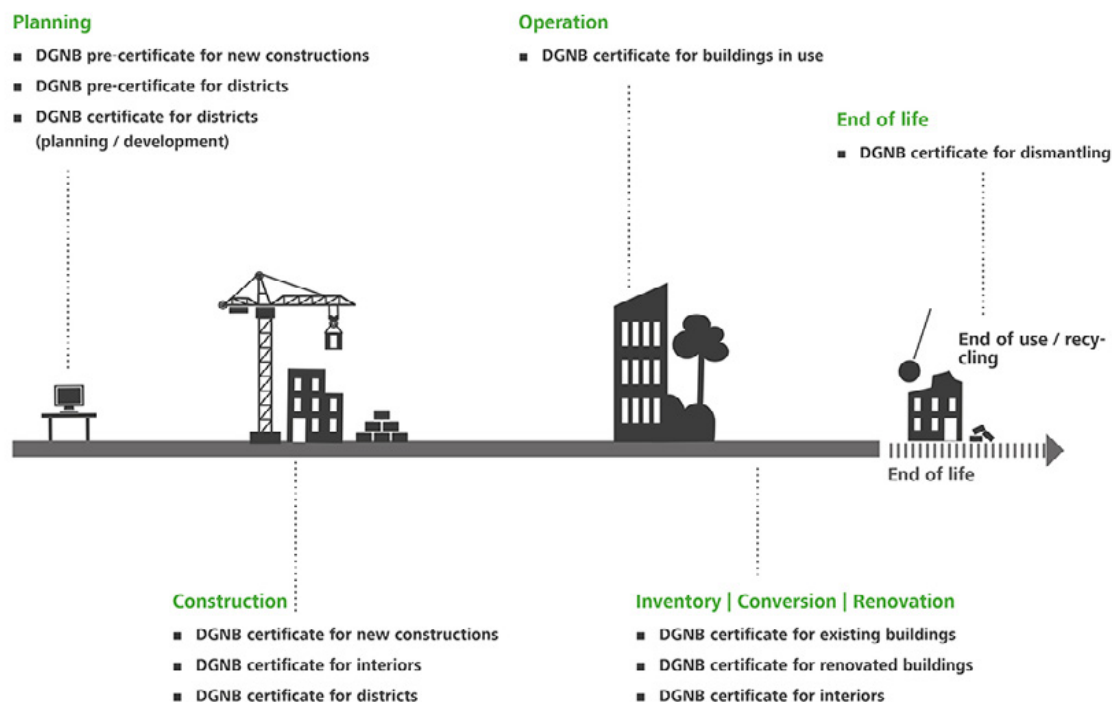 Planning
■ DGNB pre-certificate for new constructions
■ DGNB pre-certificate for districts
■ DGNB certificate for districts
(planning / development)
Operation
■ DGNB certificate for buildings in use
End of life
■ DGNB certificate for dismantling
End of use / recy-
cling
End of life
Construction
■ DGNB certificate for new constructions
■ DGNB certificate for interiors
■ DGNB certificate for districts
Inventory | Conversion | Renovation
■ DGNB certificate for existing buildings
■ DGNB certificate for renovated buildings
■ DGNB certificate for interiors